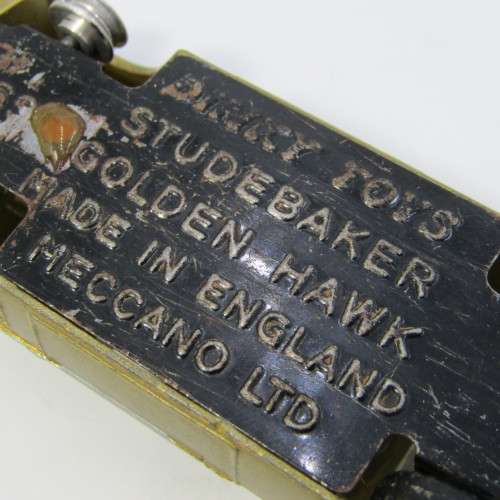 DINKY TOYS
STUDEBAKER
GOLDEN HAWK
MADE IN ENGLAND
MECCANO LTD